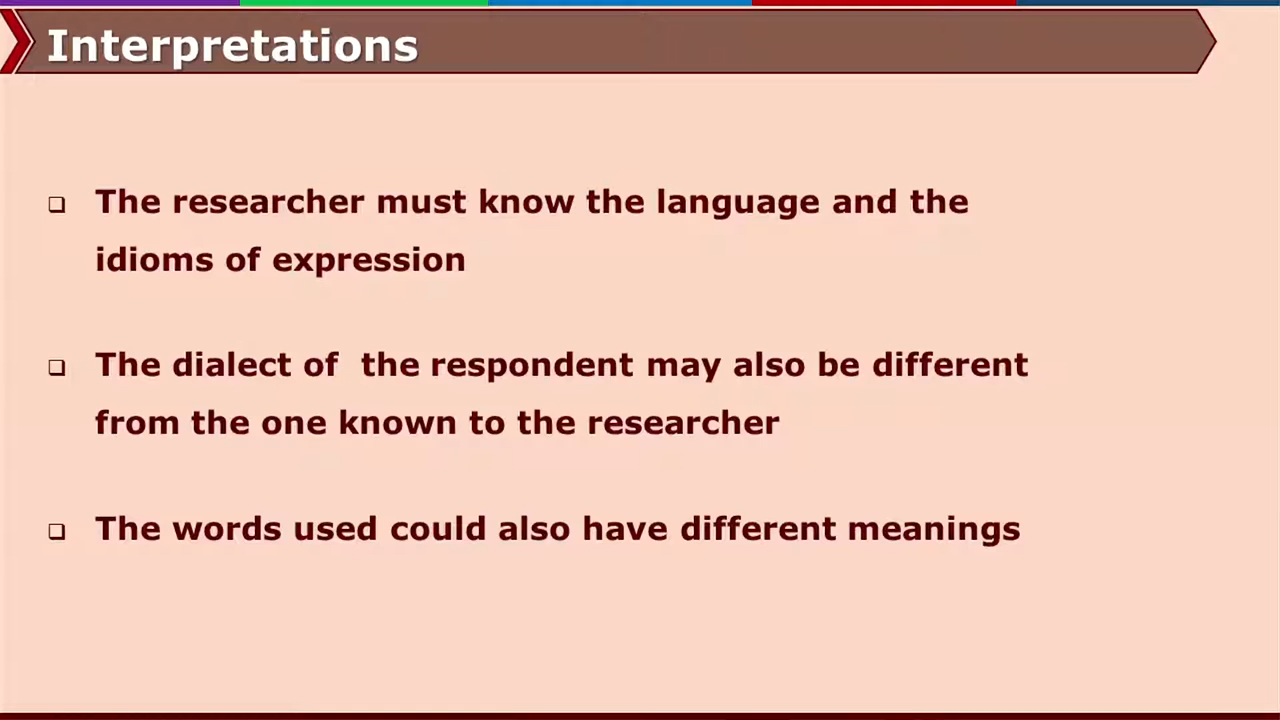 Interpretations
❑ The researcher must know the language and the
idioms of expression
❑ The dialect of  the respondent may also be different
from the one known to the researcher
❑ The words used could also have different meanings